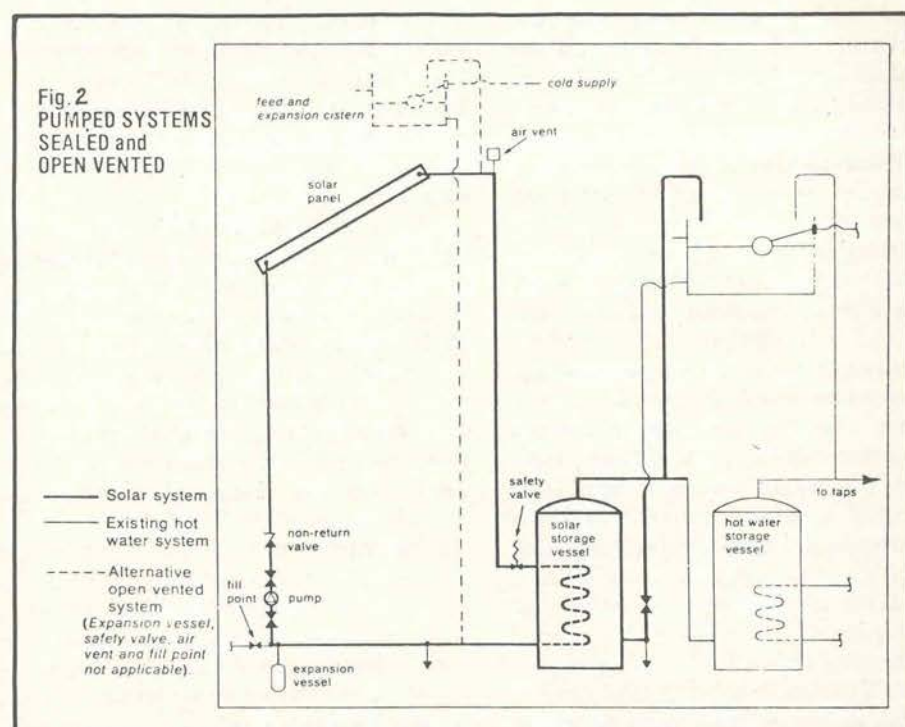 Fig. 2
PUMPED SYSTEMS
SEALED and
OPEN VENTED
feed and
expansion cistern
cold supply
air vent
solar
panel
safety
valve
to taps
solar
storage
vessel
hot water
storage
vessel
Solar system
Existing hot
water system
Alternative
open vented
system
(Expansion vessel,
safety valve, air
vent and fill point
not applicable).
non-return
valve
fill
point
pump
expansion
vessel